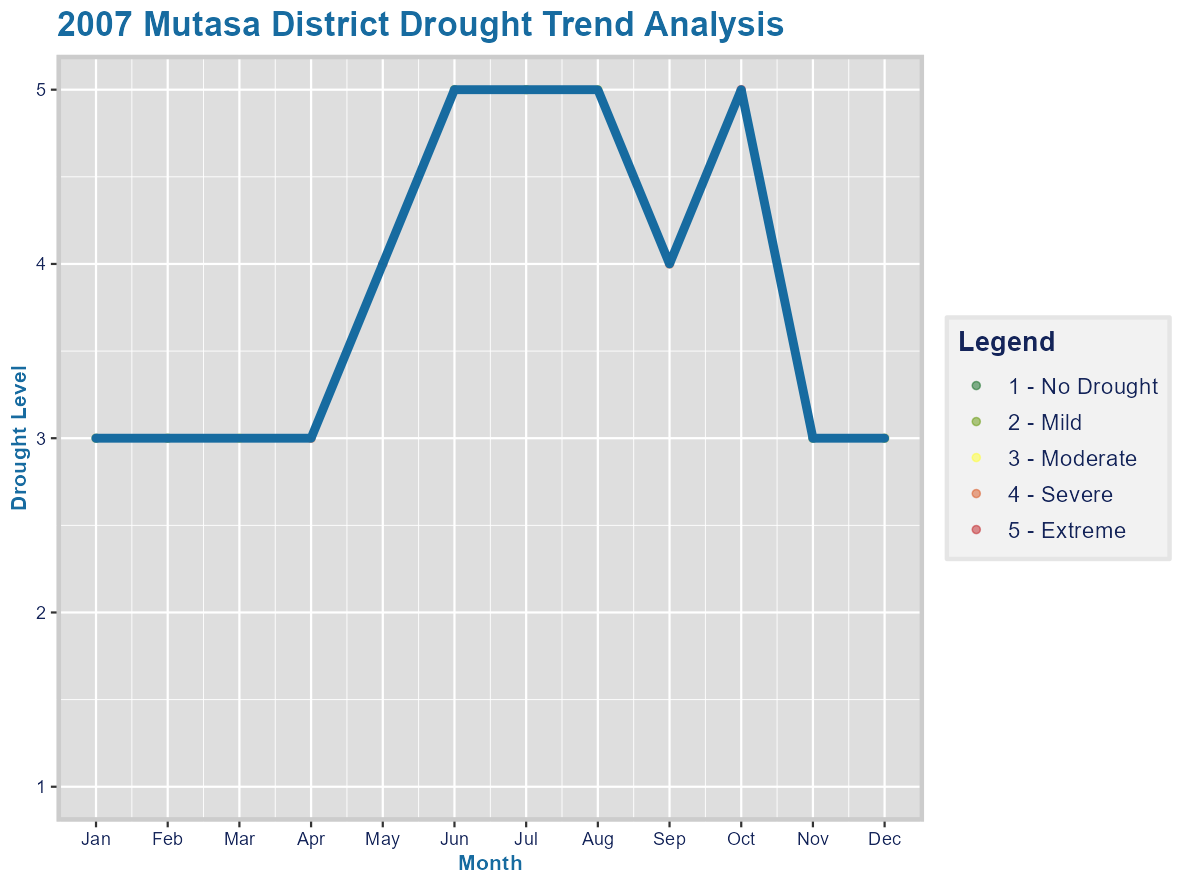 2007 Mutasa District Drought Trend Analysis
Drought Level
5
4
3
2
1
Jan Feb Mar Apr May Jun Jul Aug Sep Oct Nov Dec
Month
Legend
1 - No Drought
2 - Mild
3 - Moderate
4 - Severe
5 - Extreme